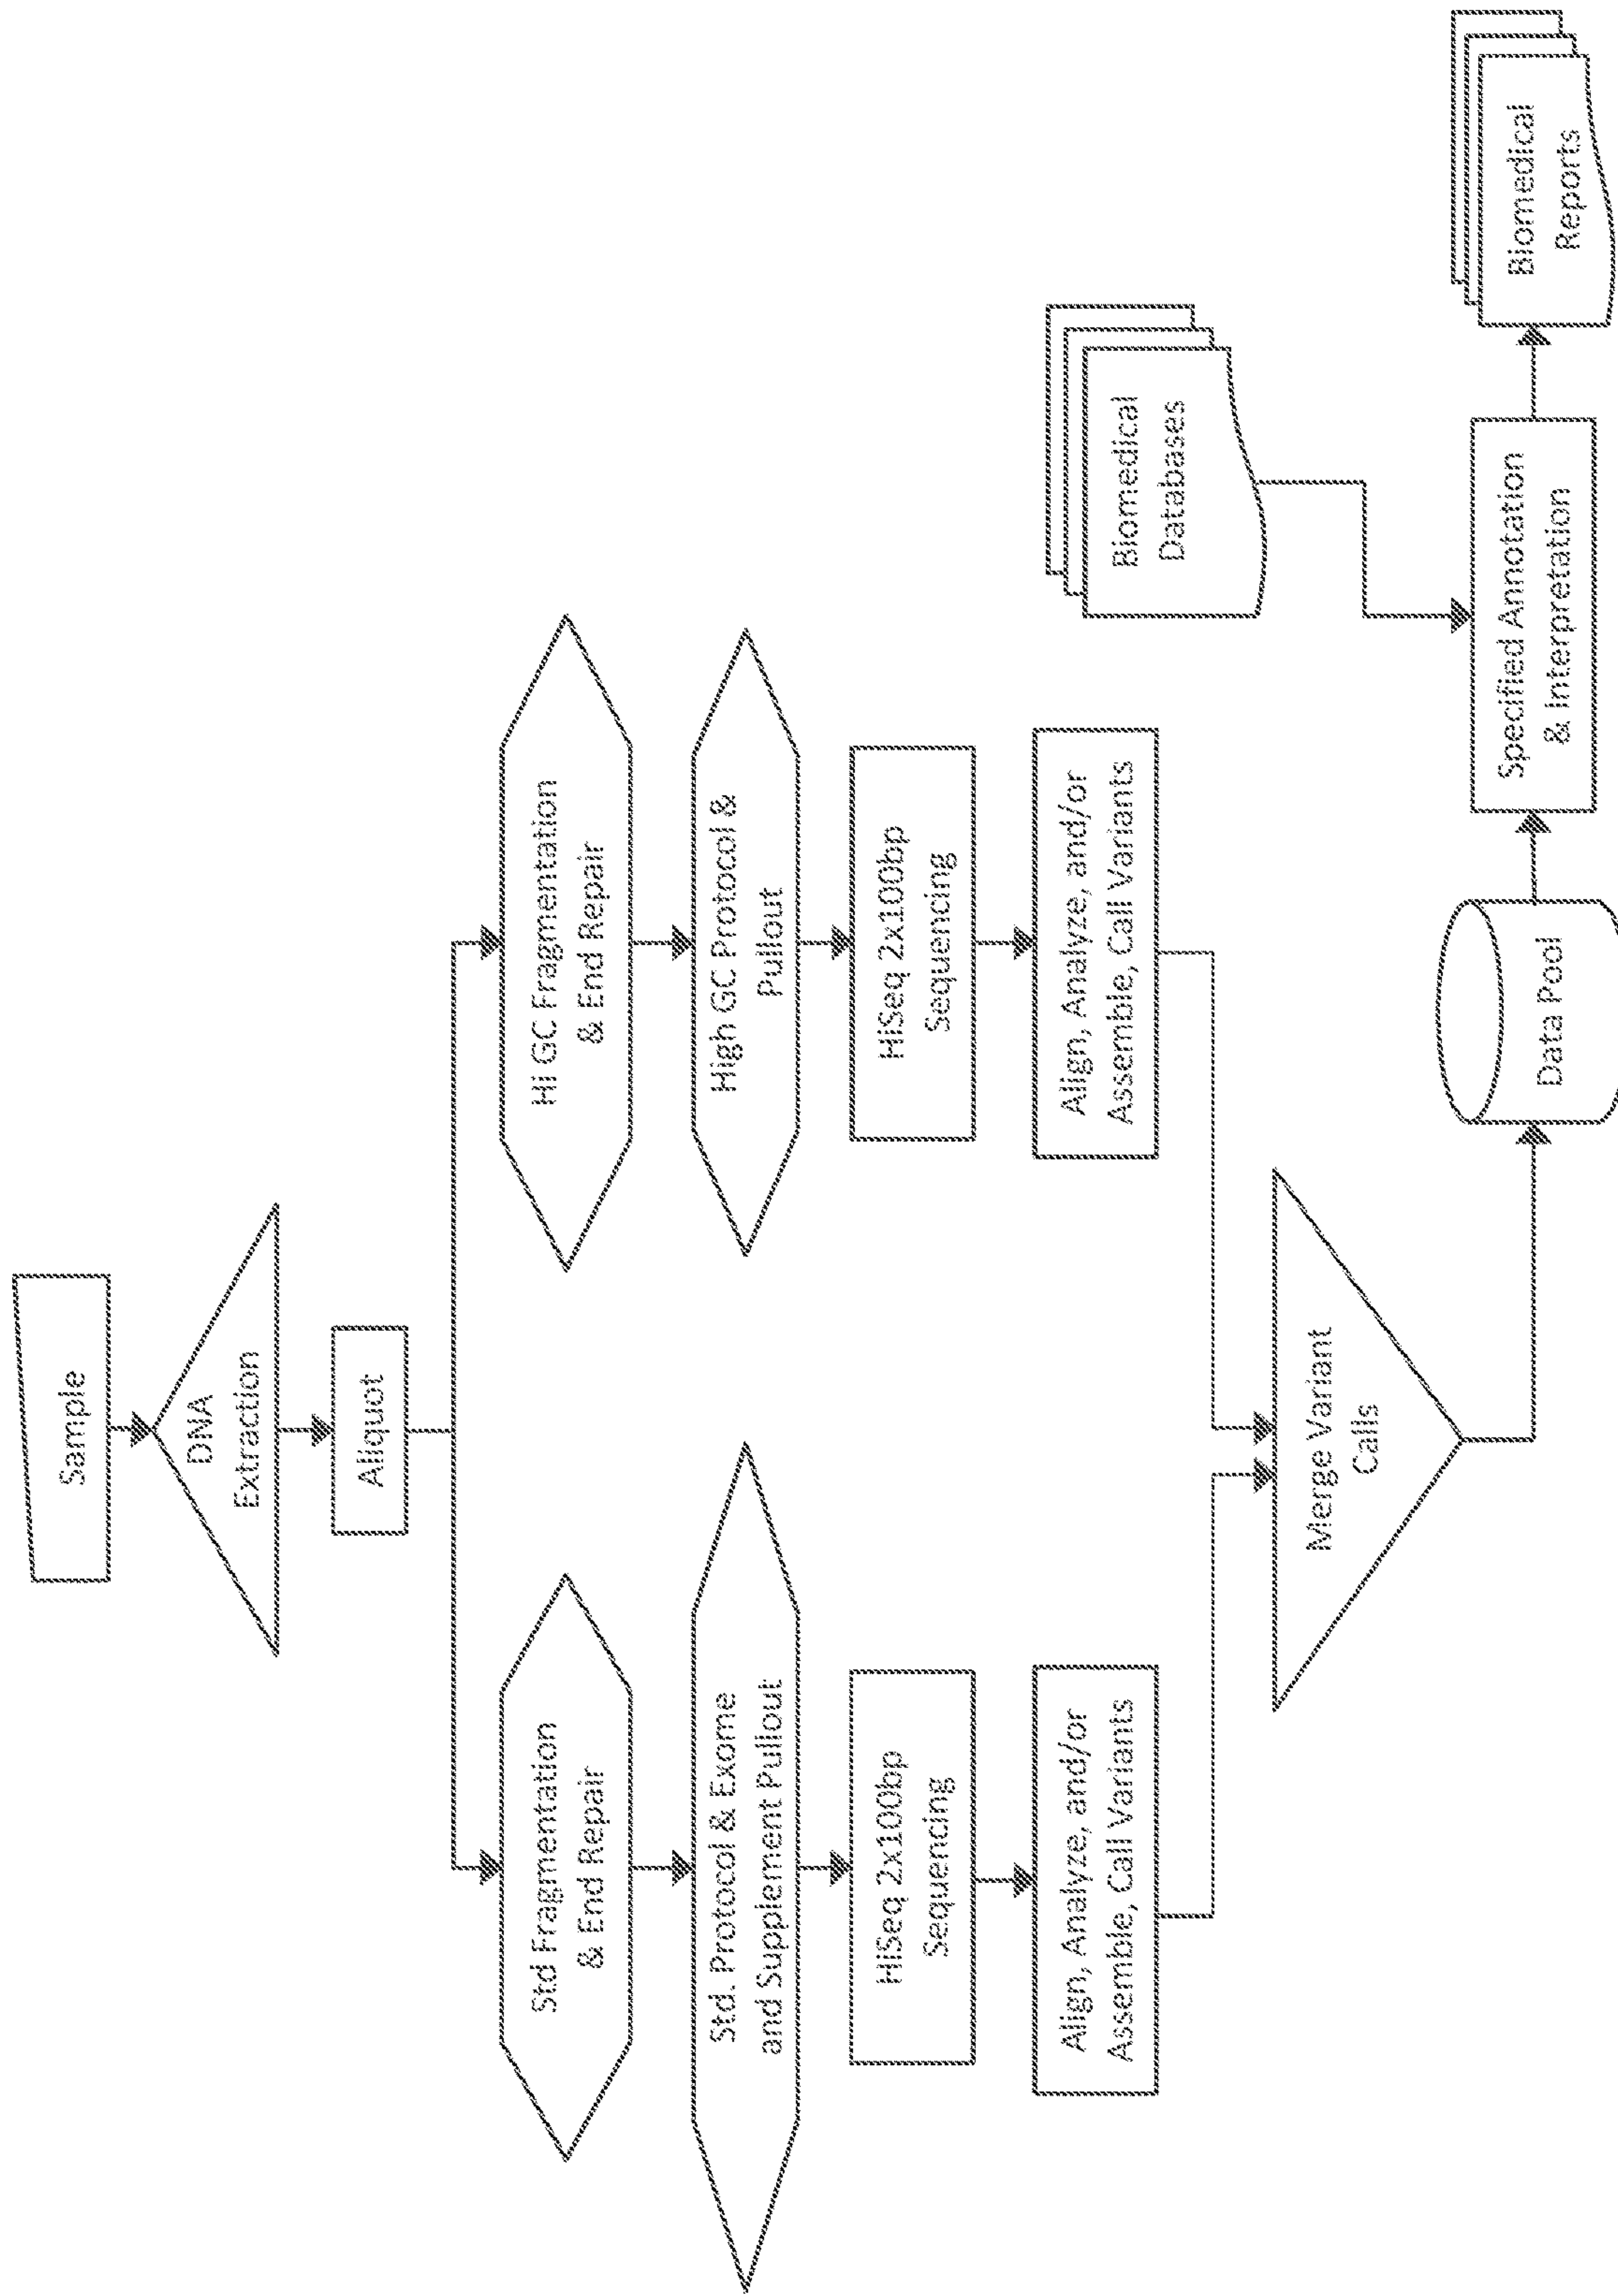 Sample
DNA
Extraction
Aliquot
Std Fragmentation
& End Repair
Hi GC Fragmentation
& End Repair
Std. Protocol & Exome
and Supplement Pullout
High GC Protocol &
Pullout
HiSeq 2x100bp
Sequencing
HiSeq 2x100bp
Sequencing
Align, Analyze, and/or
Assemble, Call Variants
Align, Analyze, and/or
Assemble, Call Variants
Biomedical
Databases
Merge Variant
Calls
Data Pool
Specified Annotation
& Interpretation
Biomedical
Reports